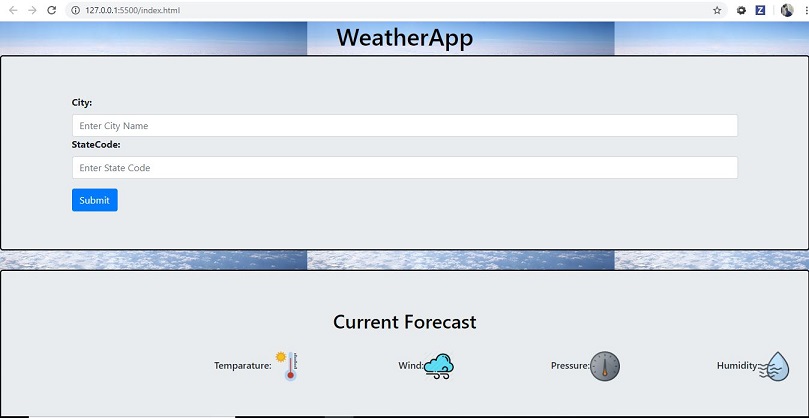 127.0.0.1:5500/index.html
WeatherApp
City:
Enter City Name
StateCode:
Enter State Code
Submit
Current Forecast
Temparature: Wind: Pressure: Humidity: